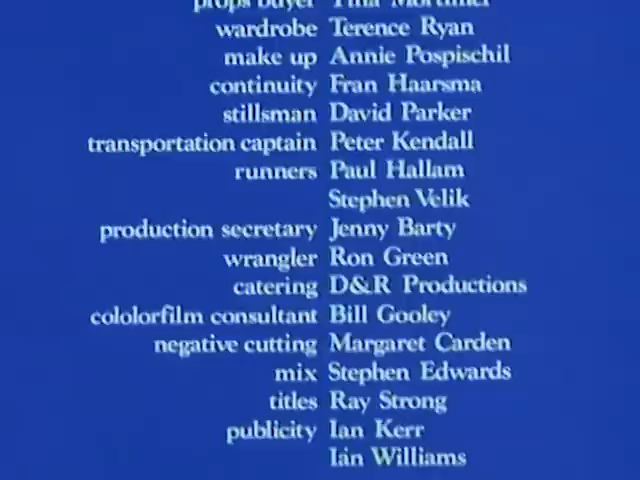 props buyer Tina Mortimer
wardrobe Terence Ryan
make up Annie Pospischil
continuity Fran Haarsma
stillsman David Parker
transportation captain Peter Kendall
runners Paul Hallam
Stephen Velik
production secretary Jenny Barty
wrangler Ron Green
catering D&R Productions
cololorfilm consultant Bill Gooley
negative cutting Margaret Carden
mix Stephen Edwards
titles Ray Strong
publicity Ian Kerr
Ian Williams